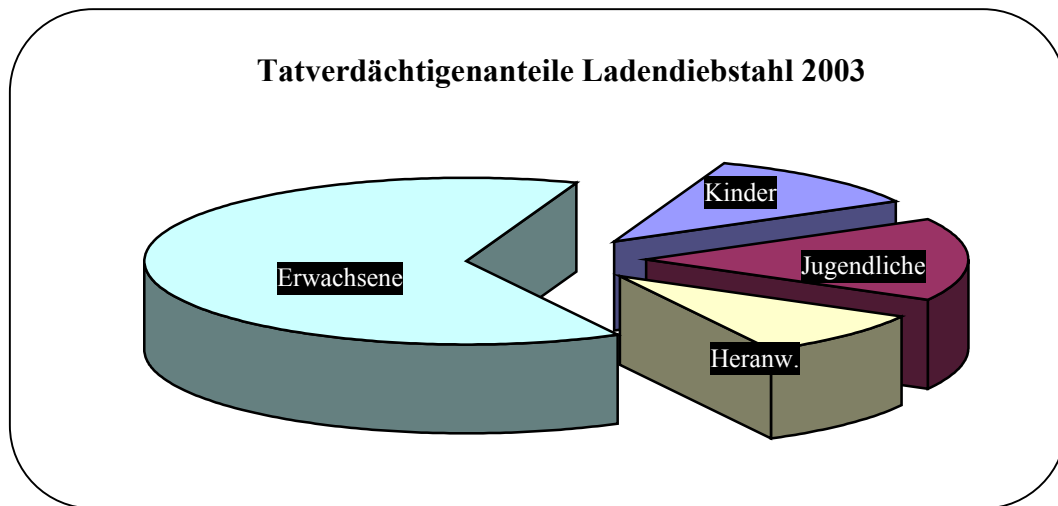 Tatverdächtigenanteile Ladendiebstahl 2003
Kinder
Jugendliche
Erwachsene
Heranw.